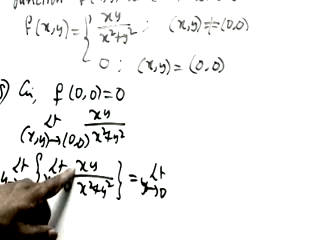 function
f(x,y) = { xy / x²+y² ; (x,y) ≠ (0,0)
0 ; (x,y) = (0,0)
f(0,0) = 0
Lt (x,y)→(0,0) xy / x²+y²
Lt { Lt xy / x²+y² } = Lt y→0